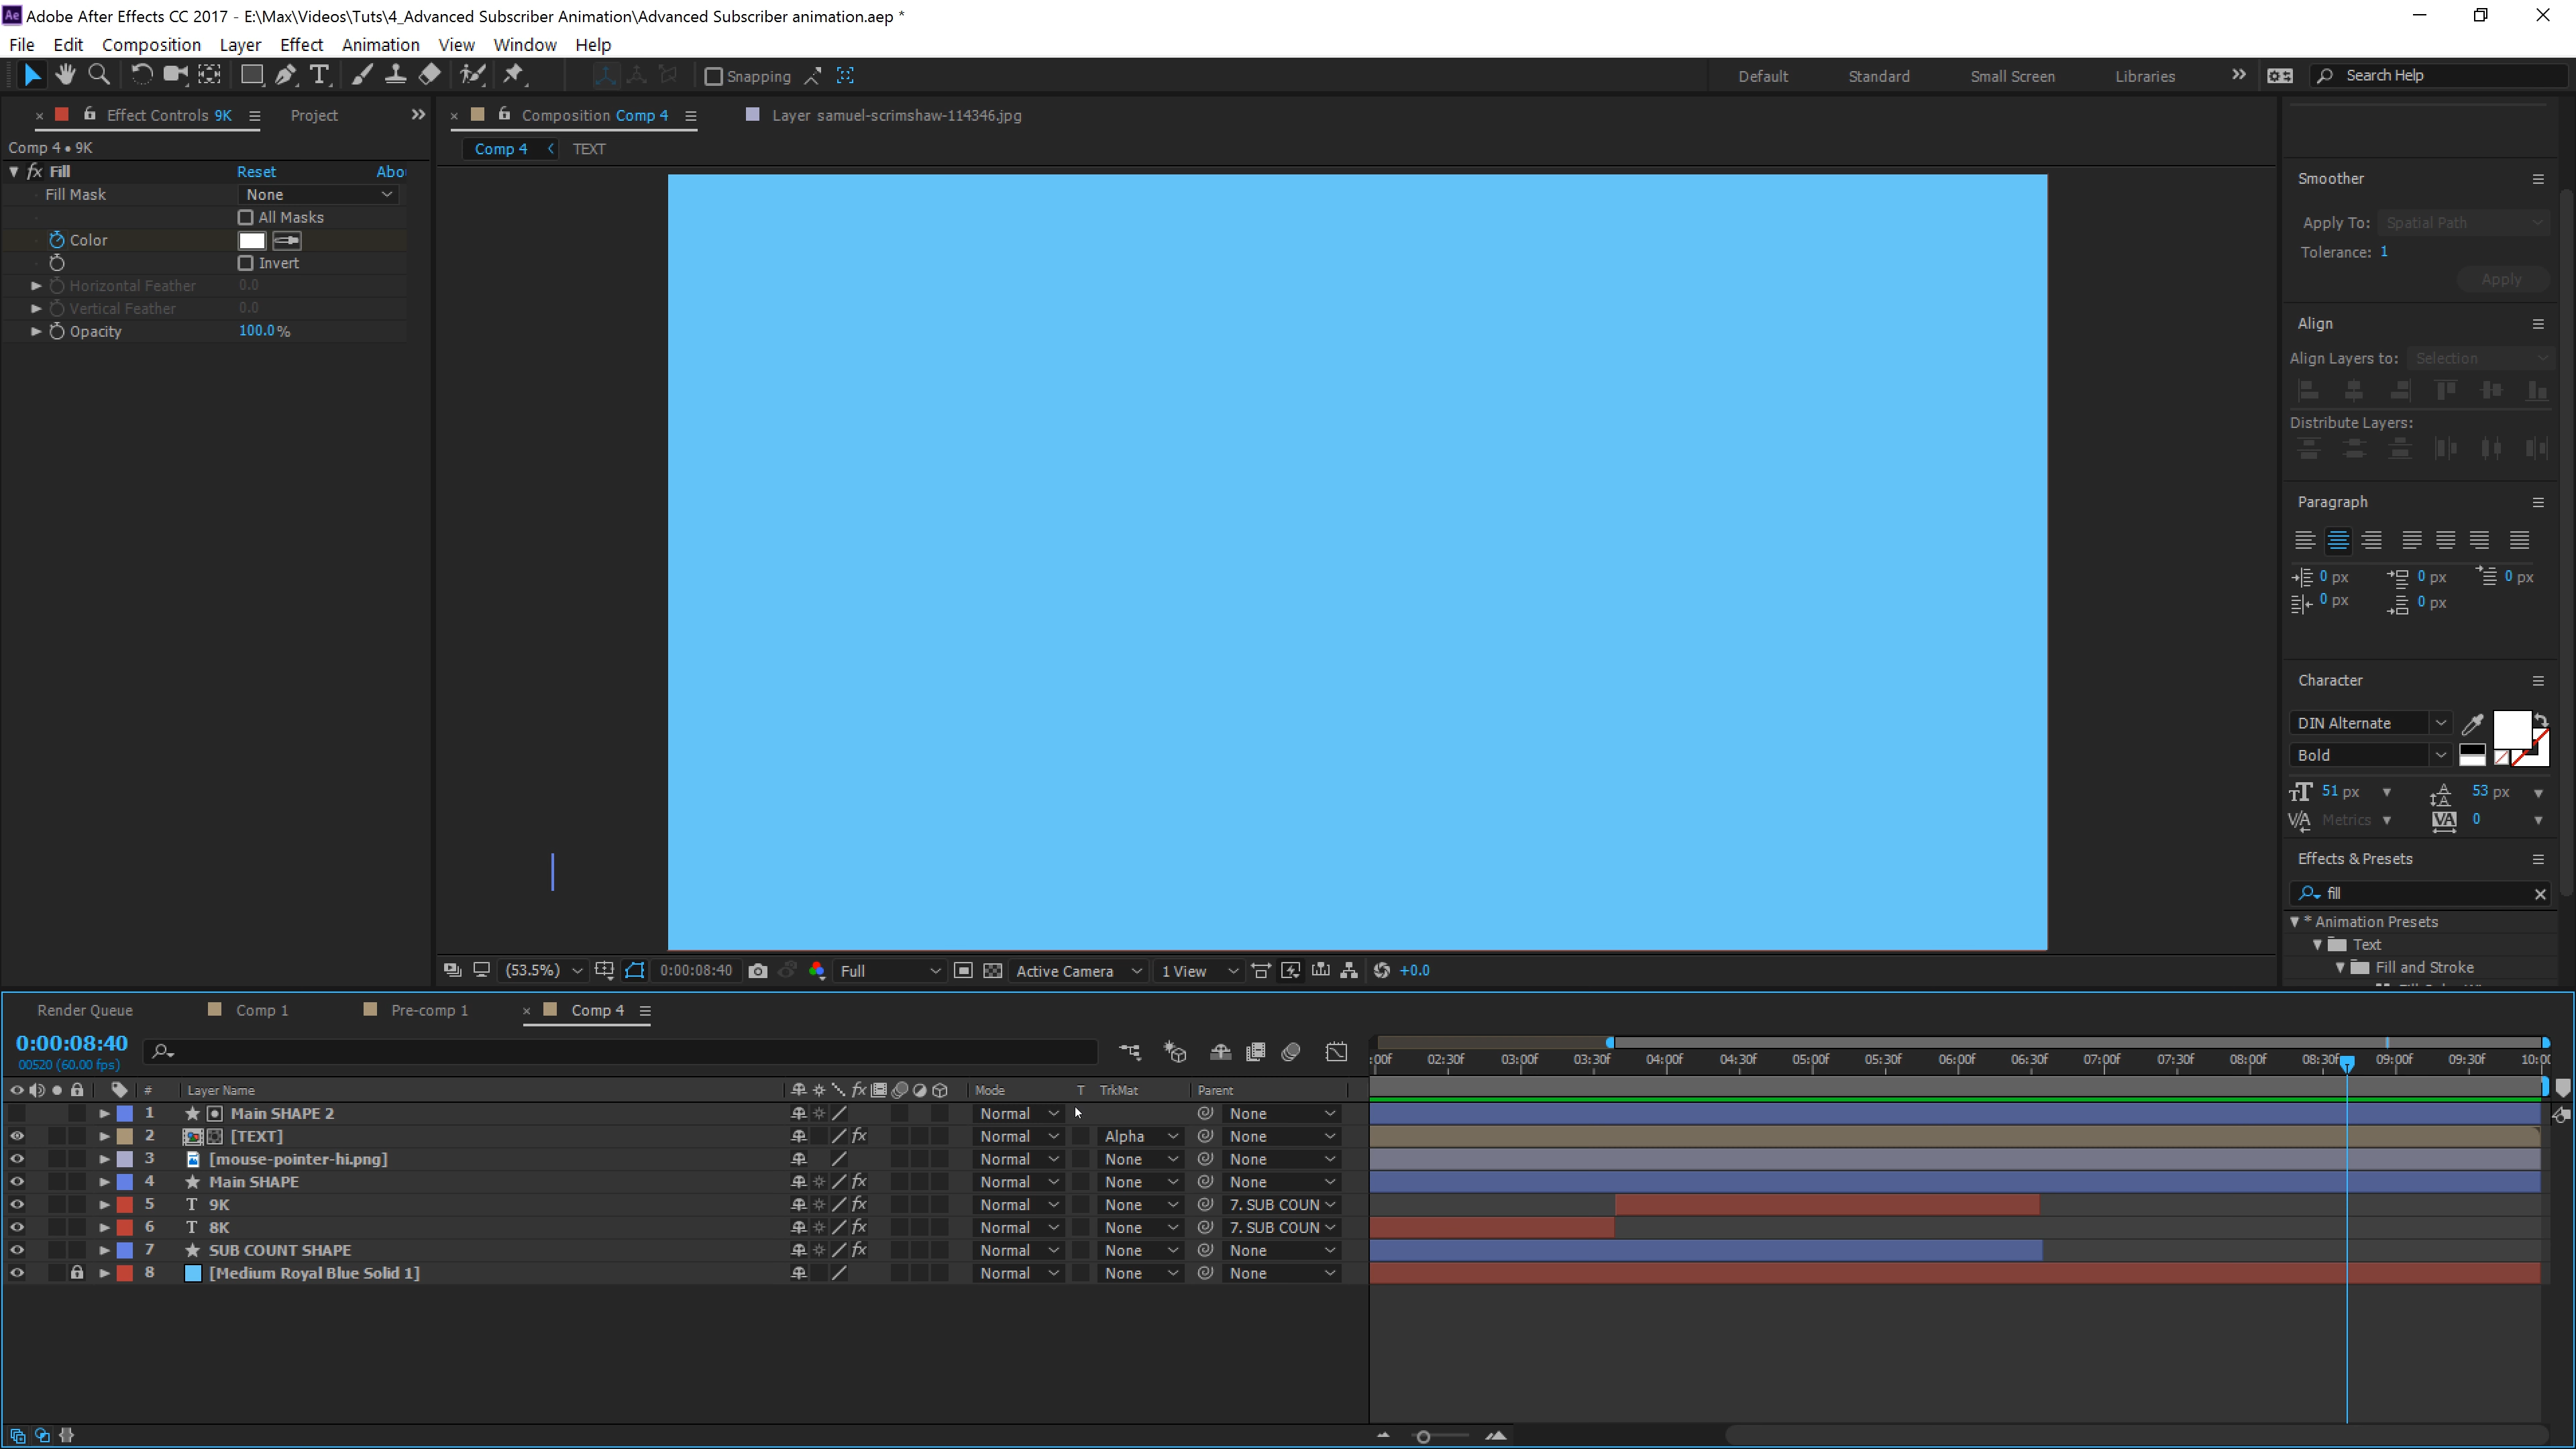 Adobe After Effects CC 2017 - E:\Max\Videos\Tuts\4_Advanced Subscriber Animation\Advanced Subscriber animation.aep *
File Edit Composition Layer Effect Animation View Window Help
Snapping Default Standard Small Screen Libraries Search Help
Effect Controls 9K Project
Composition Comp 4 Layer samuel-scrimshaw-114346.jpg
Comp 4 • 9K
Comp 4 TEXT
fx Fill Reset Abou
Fill Mask None
All Masks
Color
Invert
Horizontal Feather 0.0
Vertical Feather 0.0
Opacity 100.0%
Smoother
Apply To: Spatial Path
Tolerance: 1
Apply
Align
Align Layers to: Selection
Distribute Layers:
Paragraph
0 px 0 px 0 px
0 px 0 px
Character
DIN Alternate
Bold
51 px 53 px
Metrics 0
Effects & Presets
fill
* Animation Presets
Text
Fill and Stroke
(53.5%) 0:00:08:40 Full Active Camera 1 View +0.0
Render Queue Comp 1 Pre-comp 1 Comp 4
0:00:08:40
00520 (60.00 fps)
:00f 02:30f 03:00f 03:30f 04:00f 04:30f 05:00f 05:30f 06:00f 06:30f 07:00f 07:30f 08:00f 08:30f 09:00f 09:30f 10:00
# Layer Name Mode T TrkMat Parent
1 Main SHAPE 2 Normal None
2 [TEXT] Normal Alpha None
3 [mouse-pointer-hi.png] Normal None None
4 Main SHAPE Normal None None
5 T 9K Normal None 7. SUB COUN
6 T 8K Normal None 7. SUB COUN
7 SUB COUNT SHAPE Normal None None
8 [Medium Royal Blue Solid 1] Normal None None